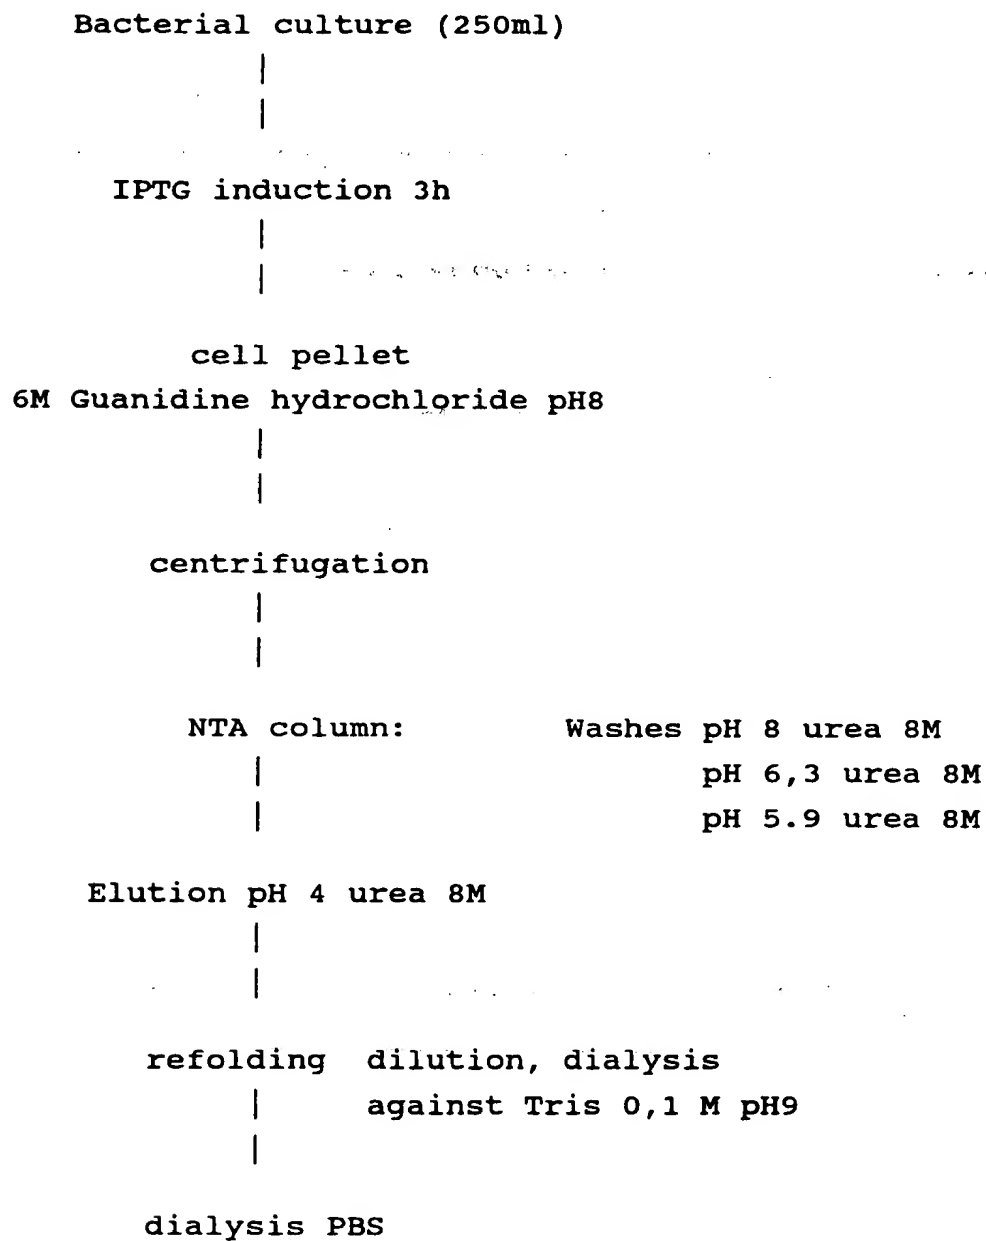 Bacterial culture (250ml)
IPTG induction 3h
cell pellet
6M Guanidine hydrochloride pH8
centrifugation
NTA column: Washes pH 8 urea 8M
pH 6,3 urea 8M
pH 5.9 urea 8M
Elution pH 4 urea 8M
refolding dilution, dialysis
against Tris 0,1 M pH9
dialysis PBS